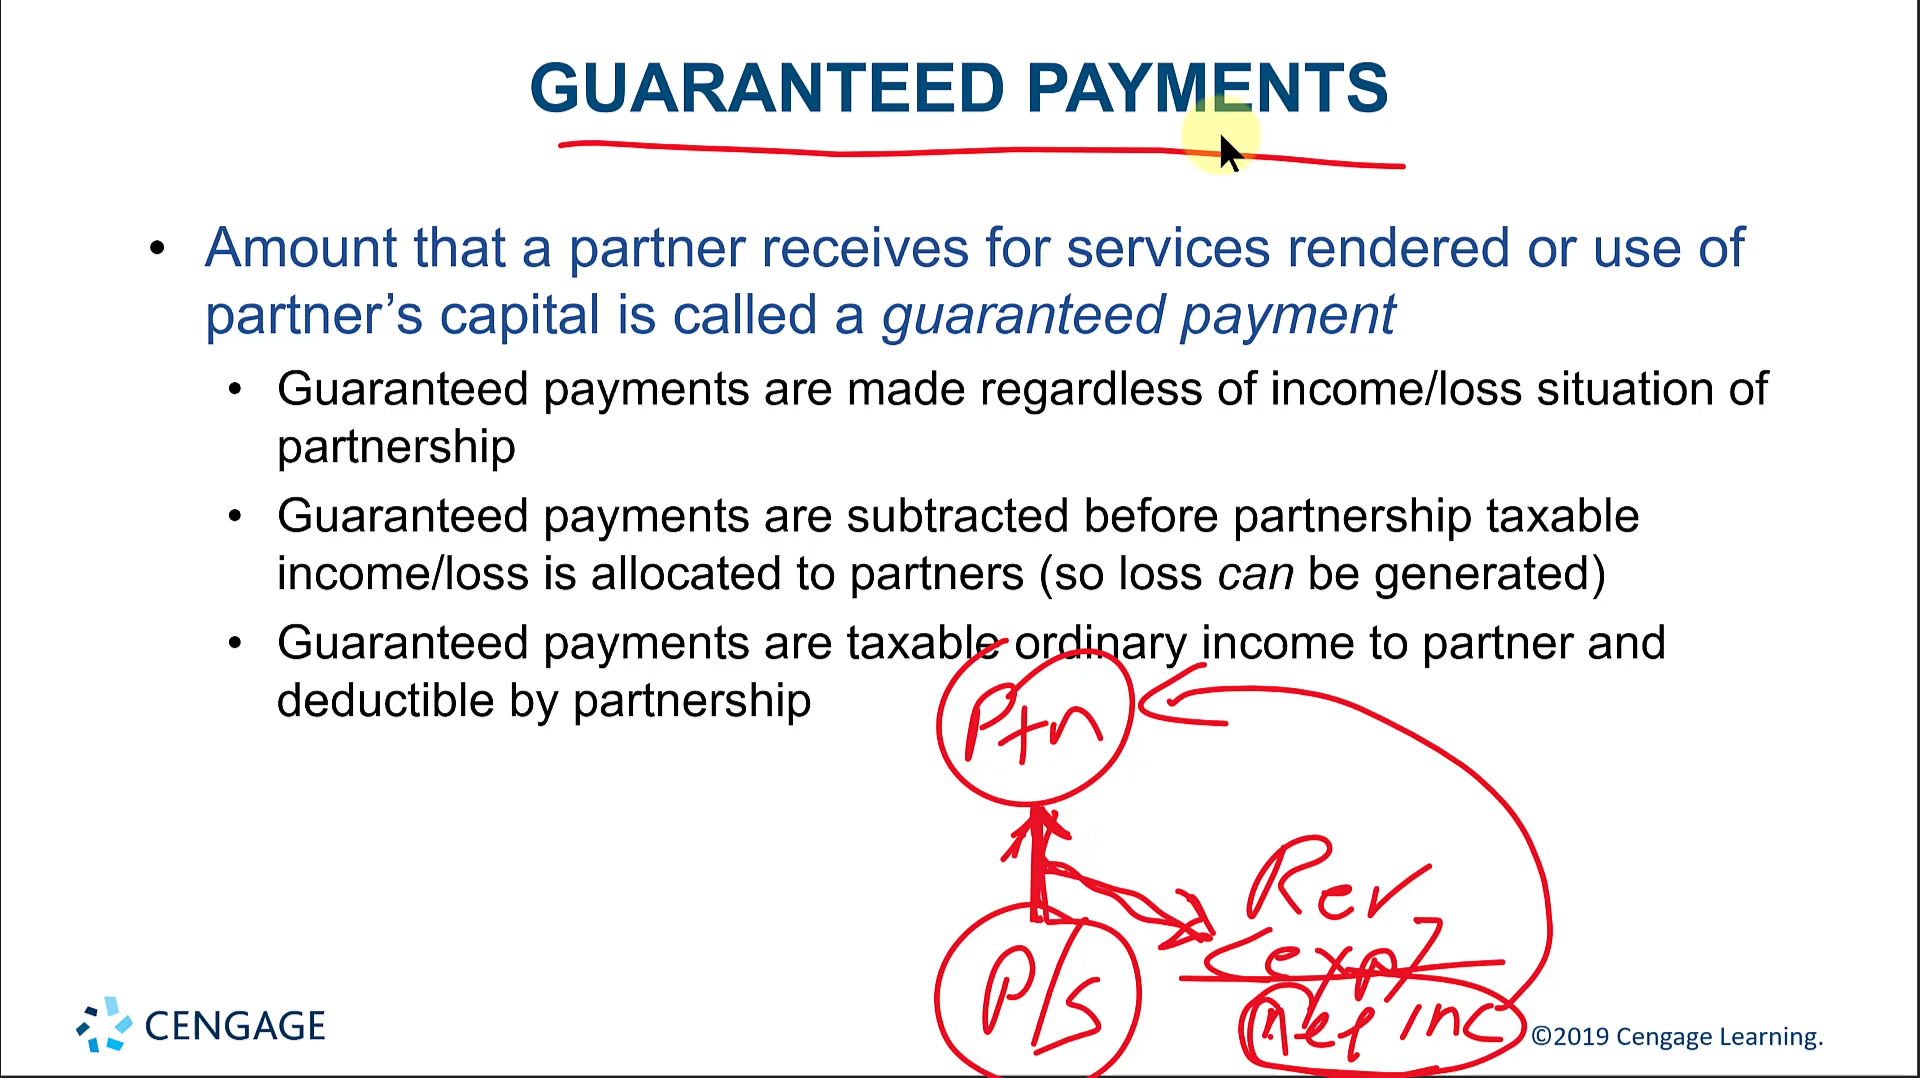 GUARANTEED PAYMENTS
• Amount that a partner receives for services rendered or use of
partner’s capital is called a guaranteed payment
• Guaranteed payments are made regardless of income/loss situation of
partnership
• Guaranteed payments are subtracted before partnership taxable
income/loss is allocated to partners (so loss can be generated)
• Guaranteed payments are taxable ordinary income to partner and
deductible by partnership
Ptn
Rev
<exp>
P/S
Net inc
CENGAGE
©2019 Cengage Learning.